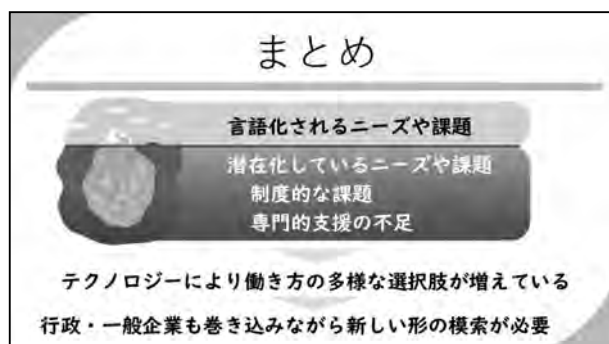 まとめ
言語化されるニーズや課題
潜在化しているニーズや課題
制度的な課題
専門的支援の不足
テクノロジーにより働き方の多様な選択肢が増えている
行政・一般企業も巻き込みながら新しい形の模索が必要